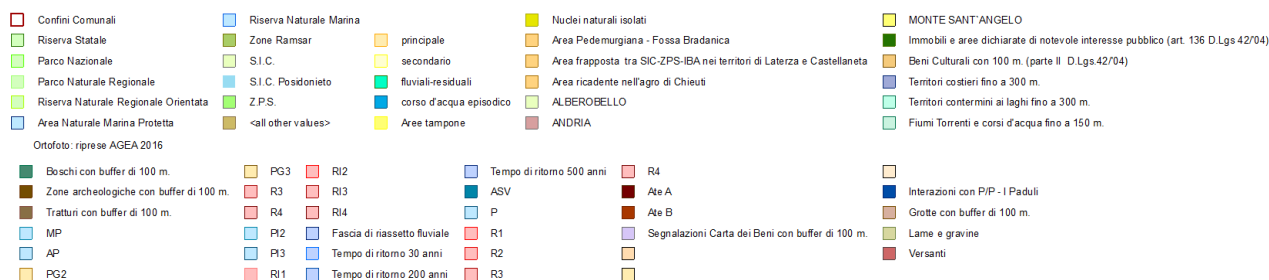 Confini Comunali
Riserva Statale
Parco Nazionale
Parco Naturale Regionale
Riserva Naturale Regionale Orientata
Area Naturale Marina Protetta
Riserva Naturale Marina
Zone Ramsar
S.I.C.
S.I.C. Posidonieto
Z.P.S.
<all other values>
principale
secondario
fluviali-residuali
corso d'acqua episodico
Aree tampone
Nuclei naturali isolati
Area Pedemurgiana - Fossa Bradanica
Area frapposta tra SIC-ZPS-IBA nei territori di Laterza e Castellaneta
Area ricadente nell'agro di Chieuti
ALBEROBELLO
ANDRIA
MONTE SANT'ANGELO
Immobili e aree dichiarate di notevole interesse pubblico (art. 136 D.Lgs 42/'04)
Beni Culturali con 100 m. (parte II D.Lgs.42/'04)
Territori costieri fino a 300 m.
Territori contermini ai laghi fino a 300 m.
Fiumi Torrenti e corsi d'acqua fino a 150 m.
Ortofoto: riprese AGEA 2016
Boschi con buffer di 100 m.
Zone archeologiche con buffer di 100 m.
Tratturi con buffer di 100 m.
MP
AP
PG2
PG3
R3
R4
PI2
PI3
RI1
RI2
RI3
RI4
Fascia di riassetto fluviale
Tempo di ritorno 30 anni
Tempo di ritorno 200 anni
Tempo di ritorno 500 anni
ASV
P
R1
R2
R3
R4
Ate A
Ate B
Segnalazioni Carta dei Beni con buffer di 100 m.
Interazioni con P/P - I Paduli
Grotte con buffer di 100 m.
Lame e gravine
Versanti